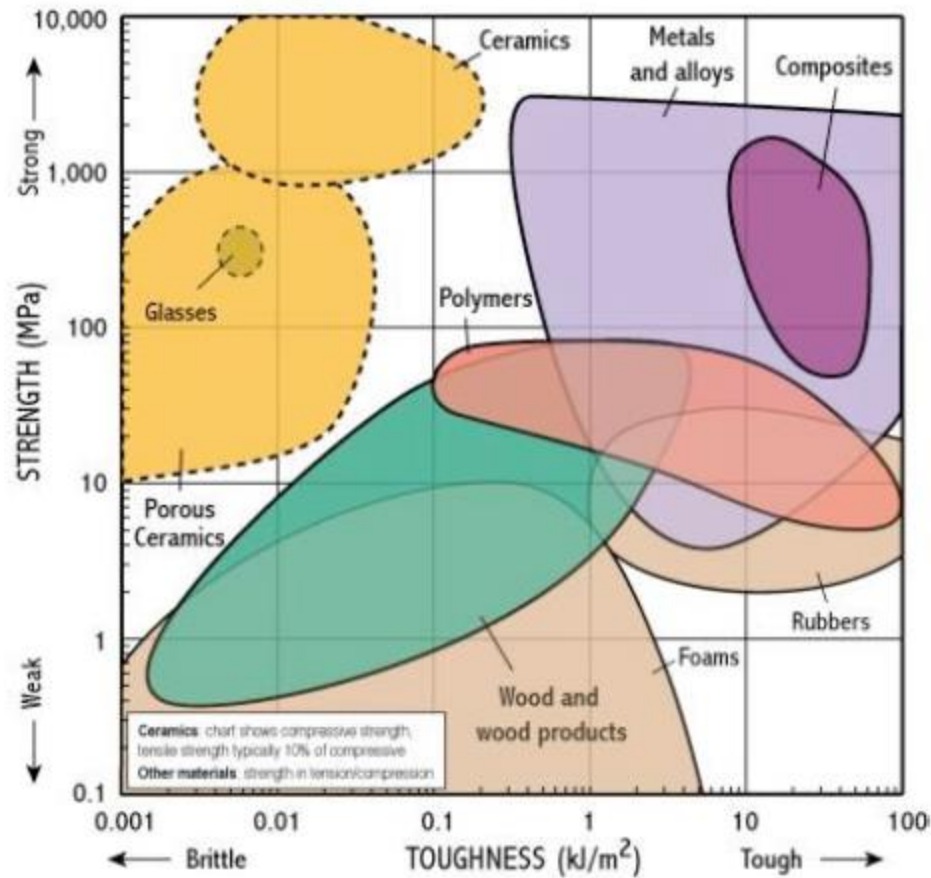 10,000
Ceramics
Metals
and alloys
Composites
Strong
1,000
Glasses
Polymers
STRENGTH (MPa)
100
10
Porous
Ceramics
Rubbers
1
Foams
Weak
Wood and
wood products
Ceramics: chart shows compressive strength,
tensile strength typically 10% of compressive
Other materials: strength in tension/compression
0.1
0.001
0.01
0.1
1
10
100
Brittle
TOUGHNESS (kJ/m²)
Tough